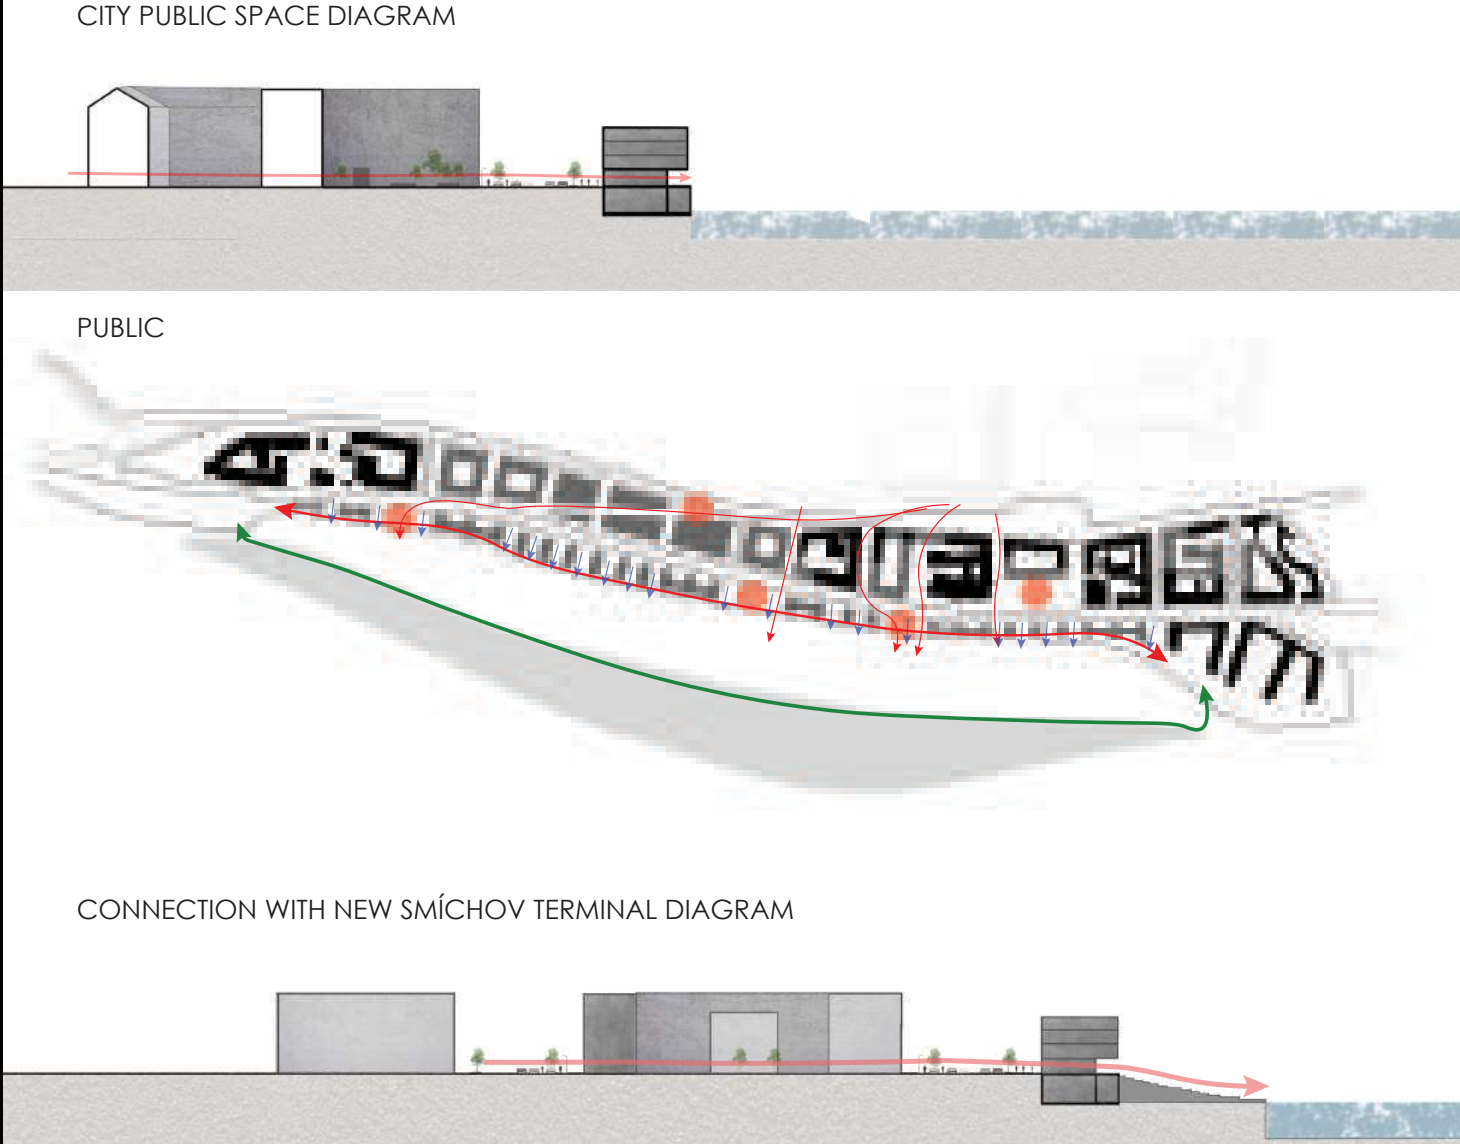 CITY PUBLIC SPACE DIAGRAM
PUBLIC
CONNECTION WITH NEW SMÍCHOV TERMINAL DIAGRAM